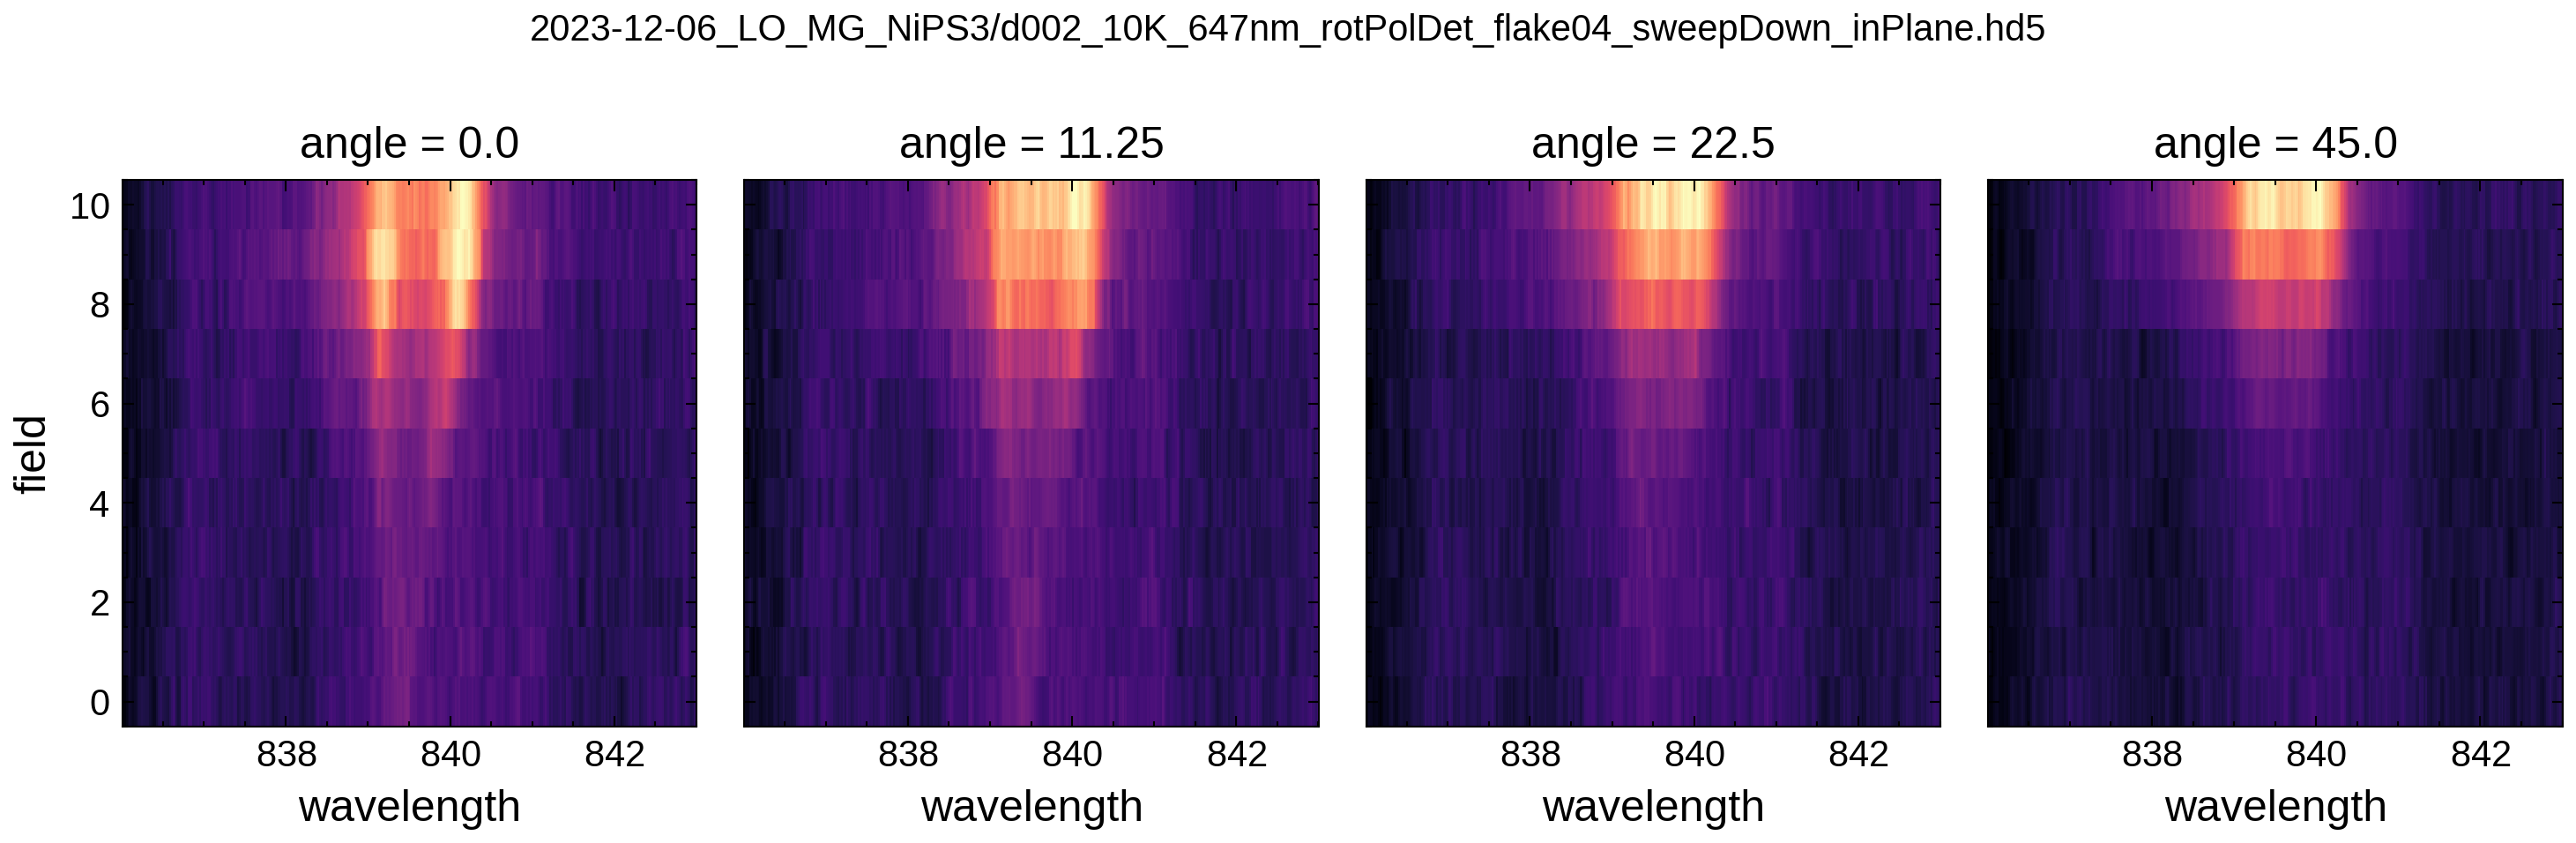 2023-12-06_LO_MG_NiPS3/d002_10K_647nm_rotPolDet_flake04_sweepDown_inPlane.hd5
angle = 0.0 angle = 11.25 angle = 22.5 angle = 45.0
10
8
6
4
2
0
field
838 840 842 838 840 842 838 840 842 838 840 842
wavelength wavelength wavelength wavelength